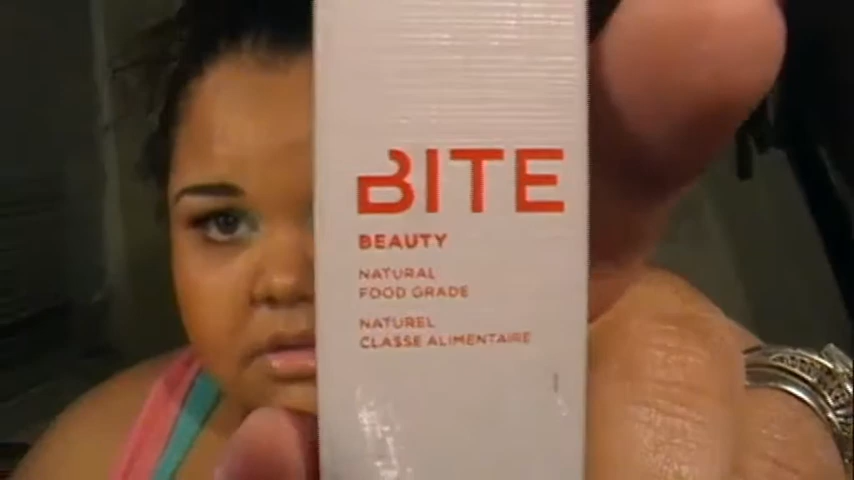 BITE
BEAUTY
NATURAL
FOOD GRADE
NATUREL
CLASSE ALIMENTAIRE